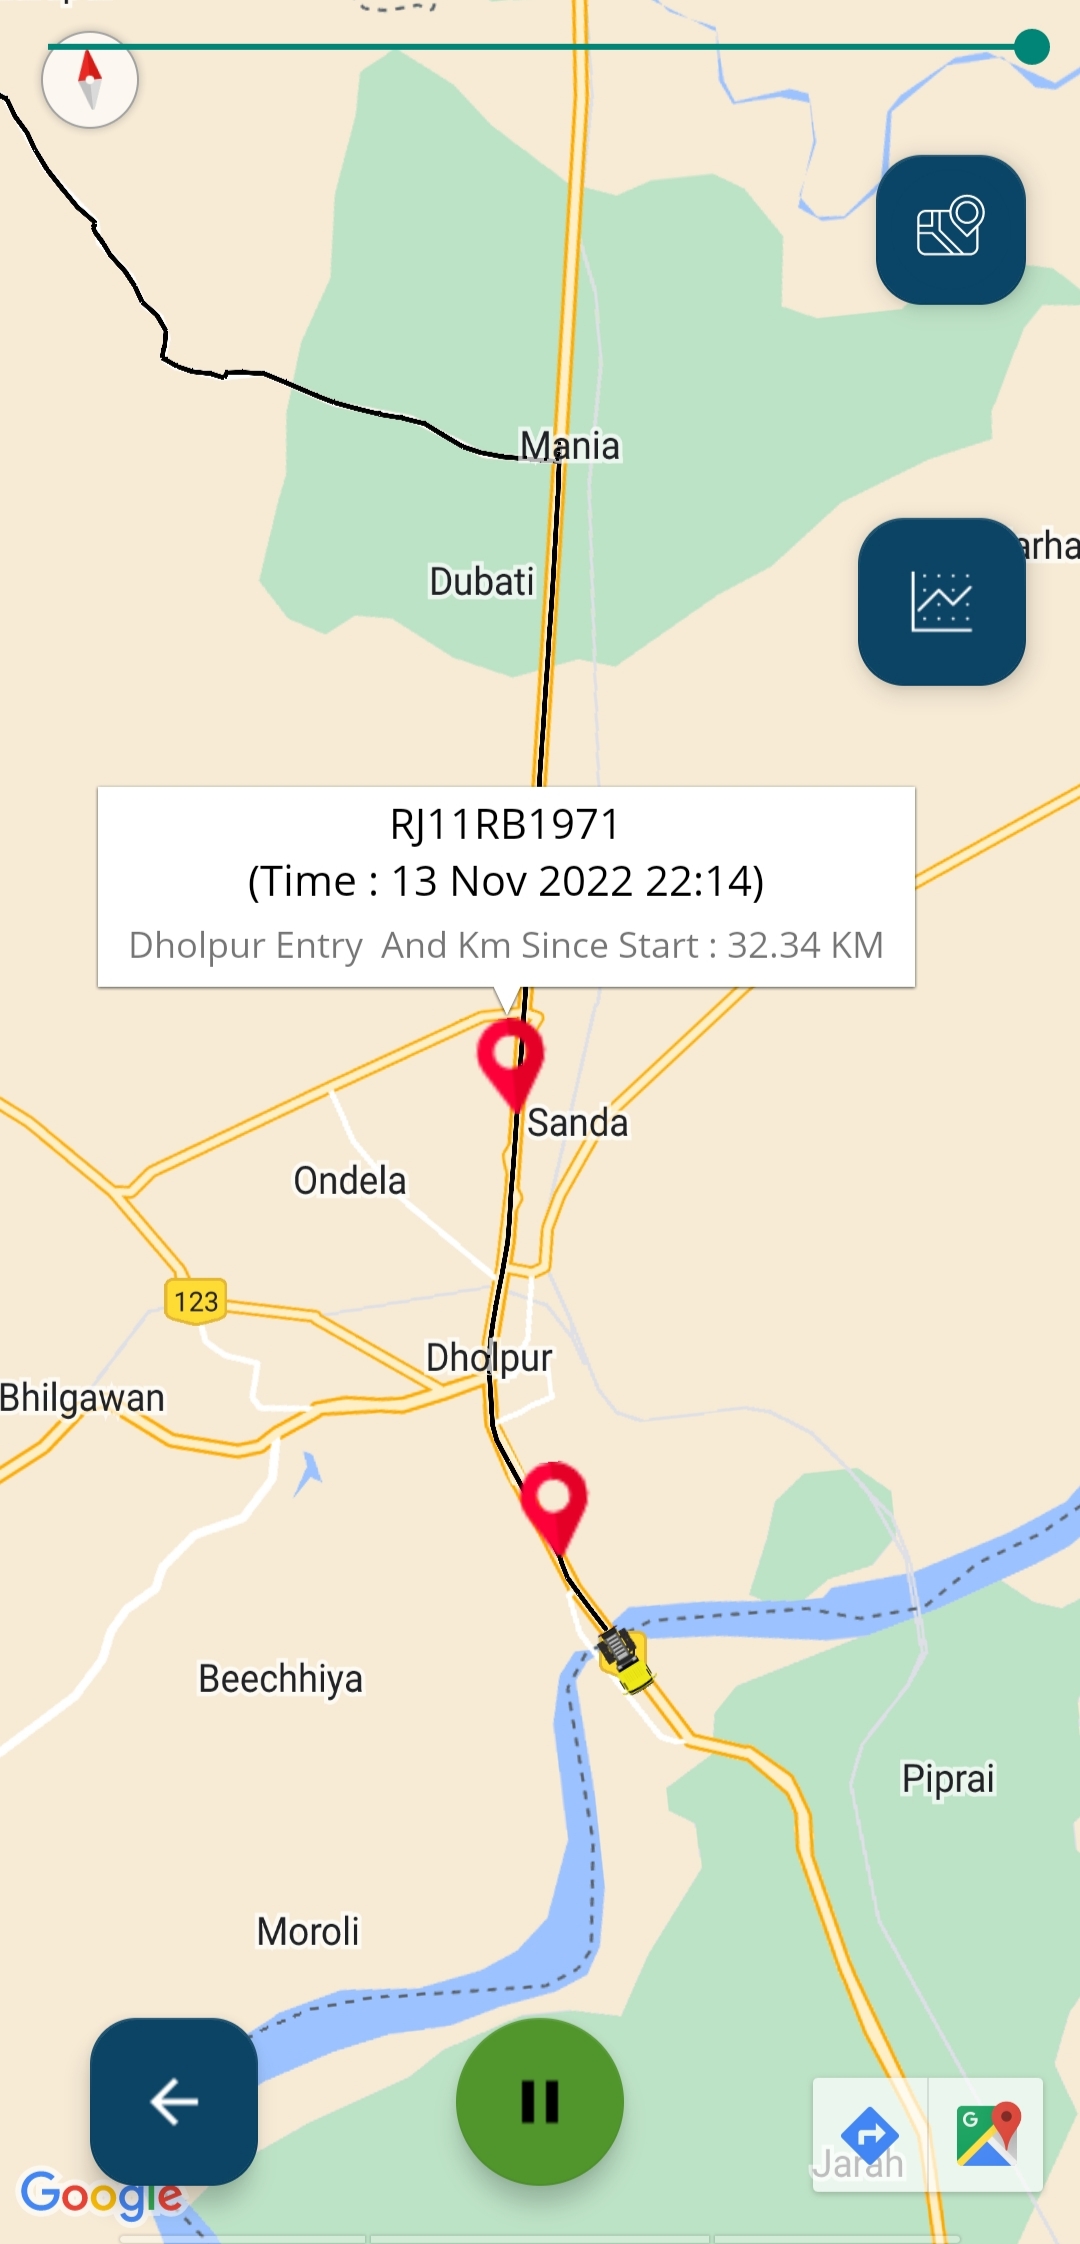 Mania
arha
Dubati
RJ11RB1971
(Time : 13 Nov 2022 22:14)
Dholpur Entry And Km Since Start : 32.34 KM
Sanda
Ondela
123
Dholpur
Bhilgawan
Beechhiya
Piprai
Moroli
G
Jarah
Google